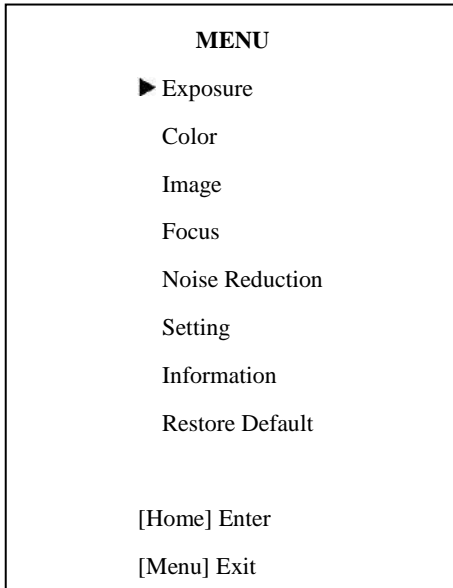 MENU
Exposure
Color
Image
Focus
Noise Reduction
Setting
Information
Restore Default
[Home] Enter
[Menu] Exit